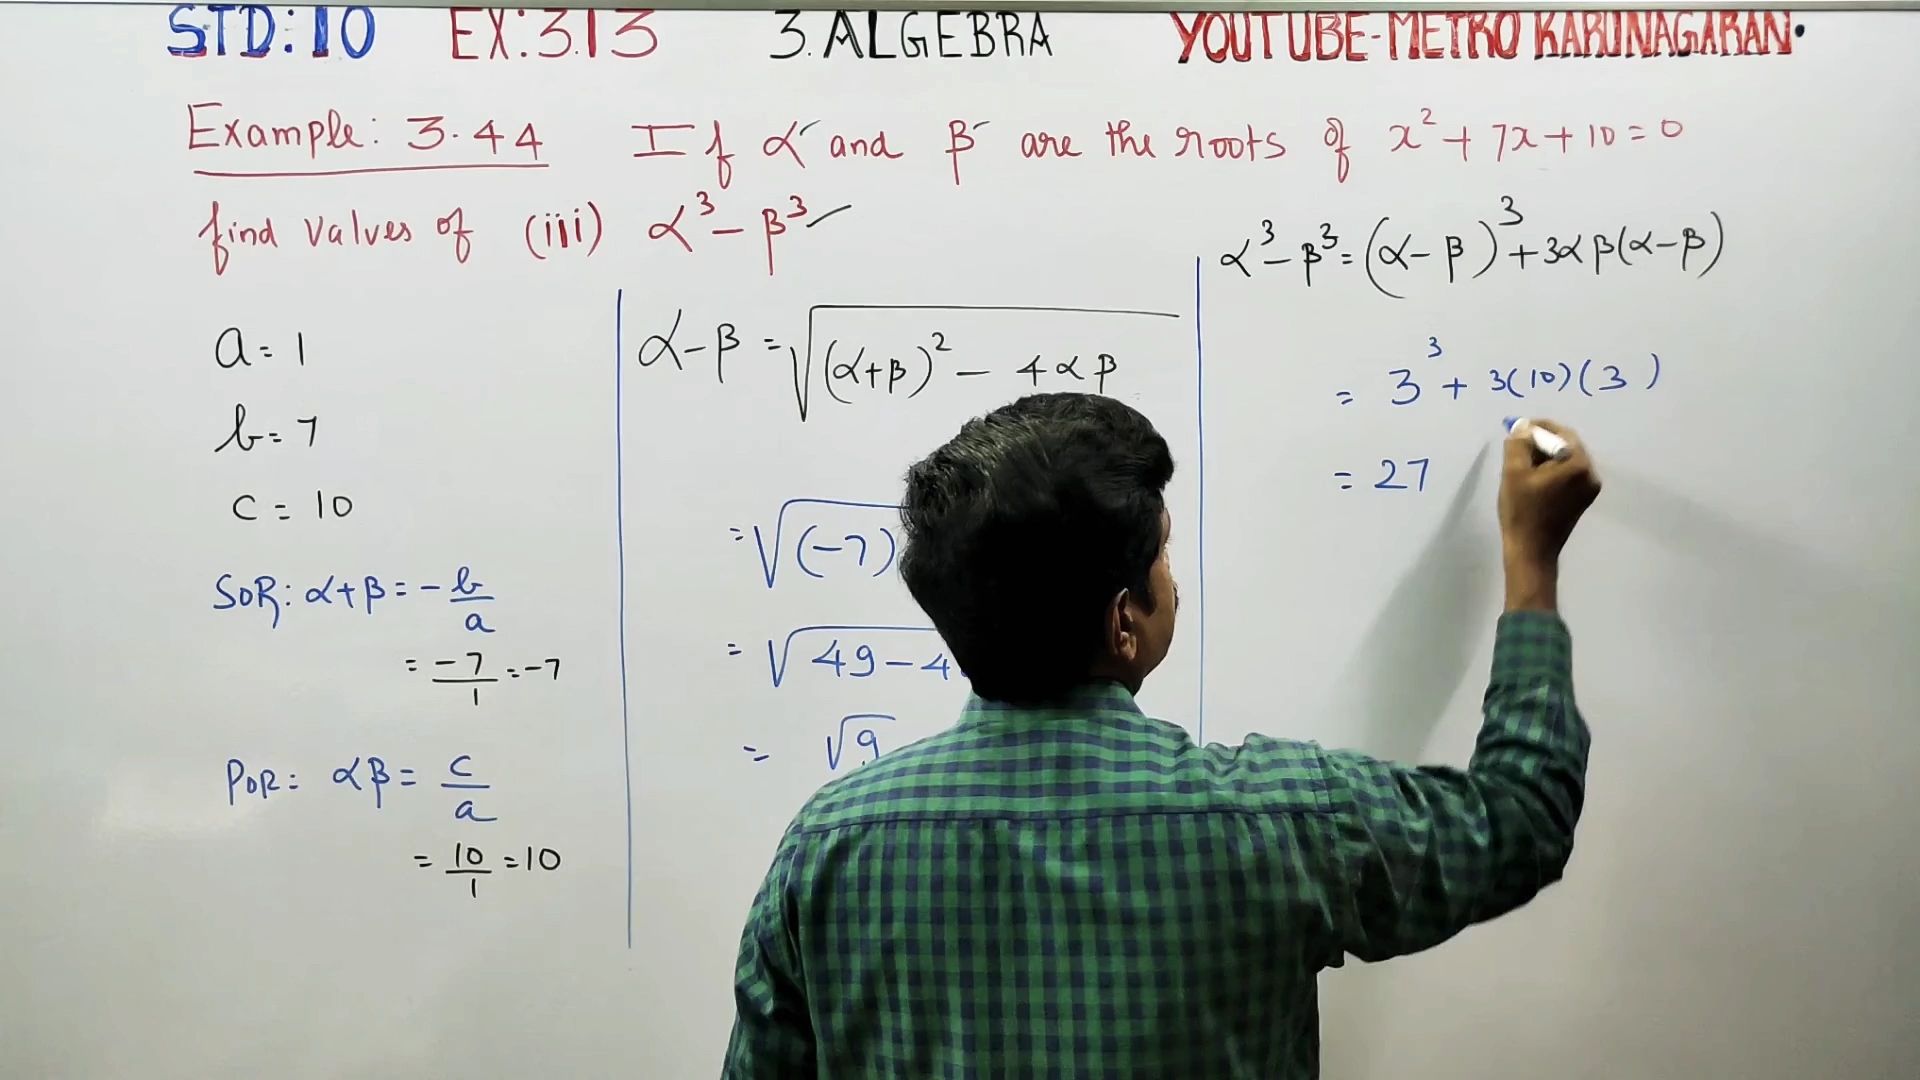 STD:10 EX:3.13 3.ALGEBRA YOUTUBE-METRO KARUNAGARAN.
Example: 3.44 If α and β are the roots of x² + 7x + 10 = 0
find values of (iii) α³ - β³
a = 1
b = 7
c = 10
SOR: α+β = -b/a
= -7/1 = -7
POR = αβ = c/a
= 10/1 = 10
α-β = √(α+β)² - 4αβ
= √(-7)
= √49-4
= √9
α³-β³ = (α-β)³+3αβ(α-β)
= 3³ + 3(10)(3)
= 27